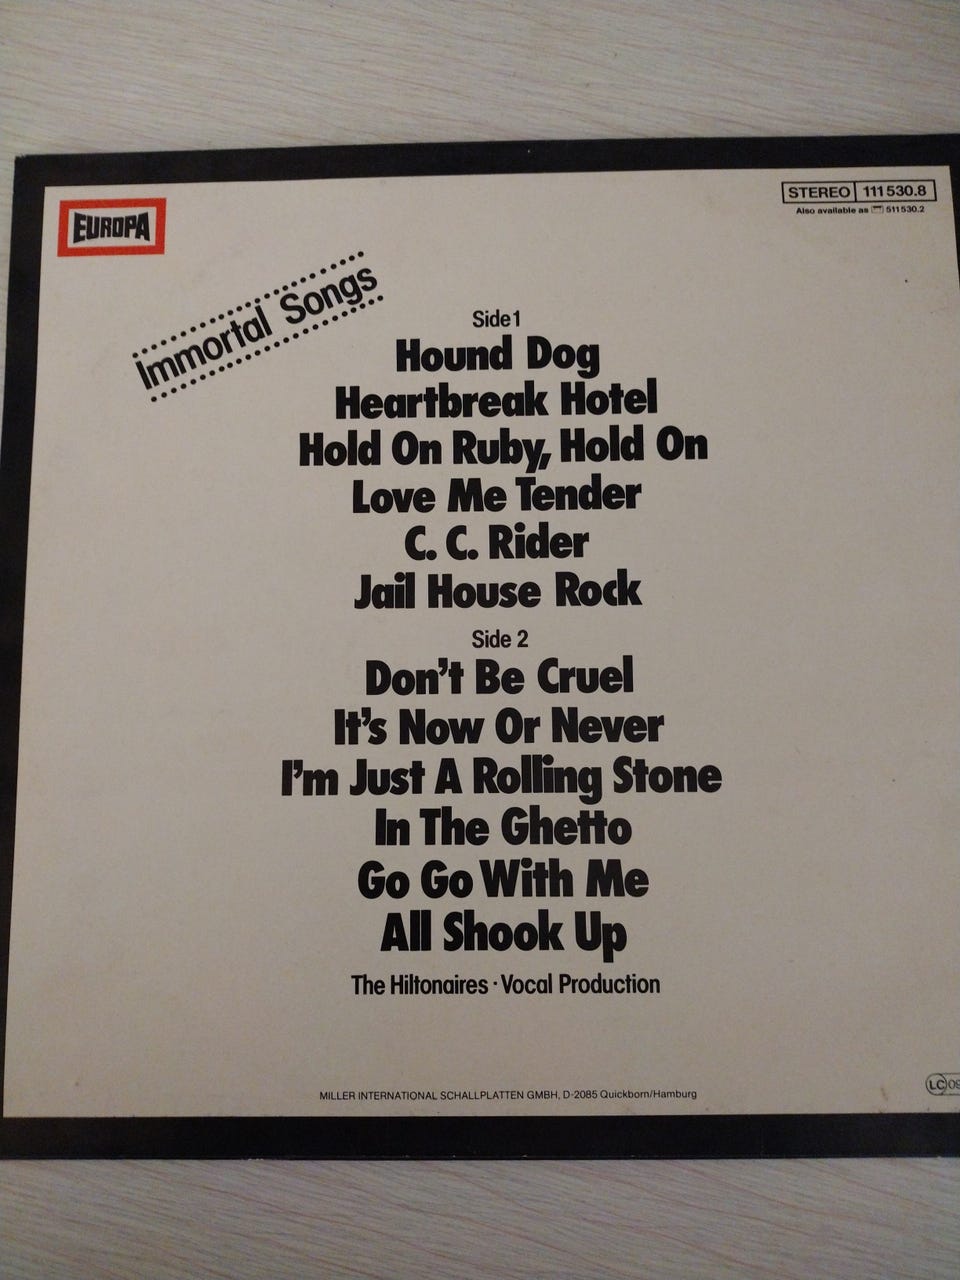 EUROPA
STEREO 111 530.8
Also available as 511 530.2
Immortal Songs
Side 1
Hound Dog
Heartbreak Hotel
Hold On Ruby, Hold On
Love Me Tender
C. C. Rider
Jail House Rock
Side 2
Don't Be Cruel
It's Now Or Never
I'm Just A Rolling Stone
In The Ghetto
Go Go With Me
All Shook Up
The Hiltonaires · Vocal Production
LC
MILLER INTERNATIONAL SCHALLPLATTEN GMBH, D-2085 Quickborn/Hamburg